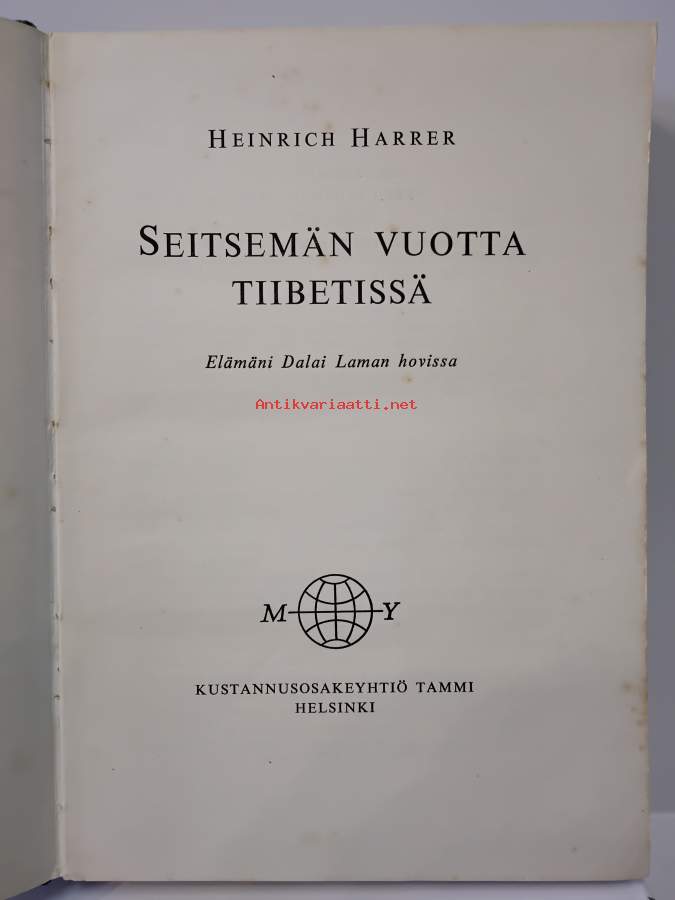 HEINRICH HARRER
SEITSEMÄN VUOTTA
TIIBETISSÄ
Elämäni Dalai Laman hovissa
Antikvariaatti.net
M Y
KUSTANNUSOSAKEYHTIÖ TAMMI
HELSINKI